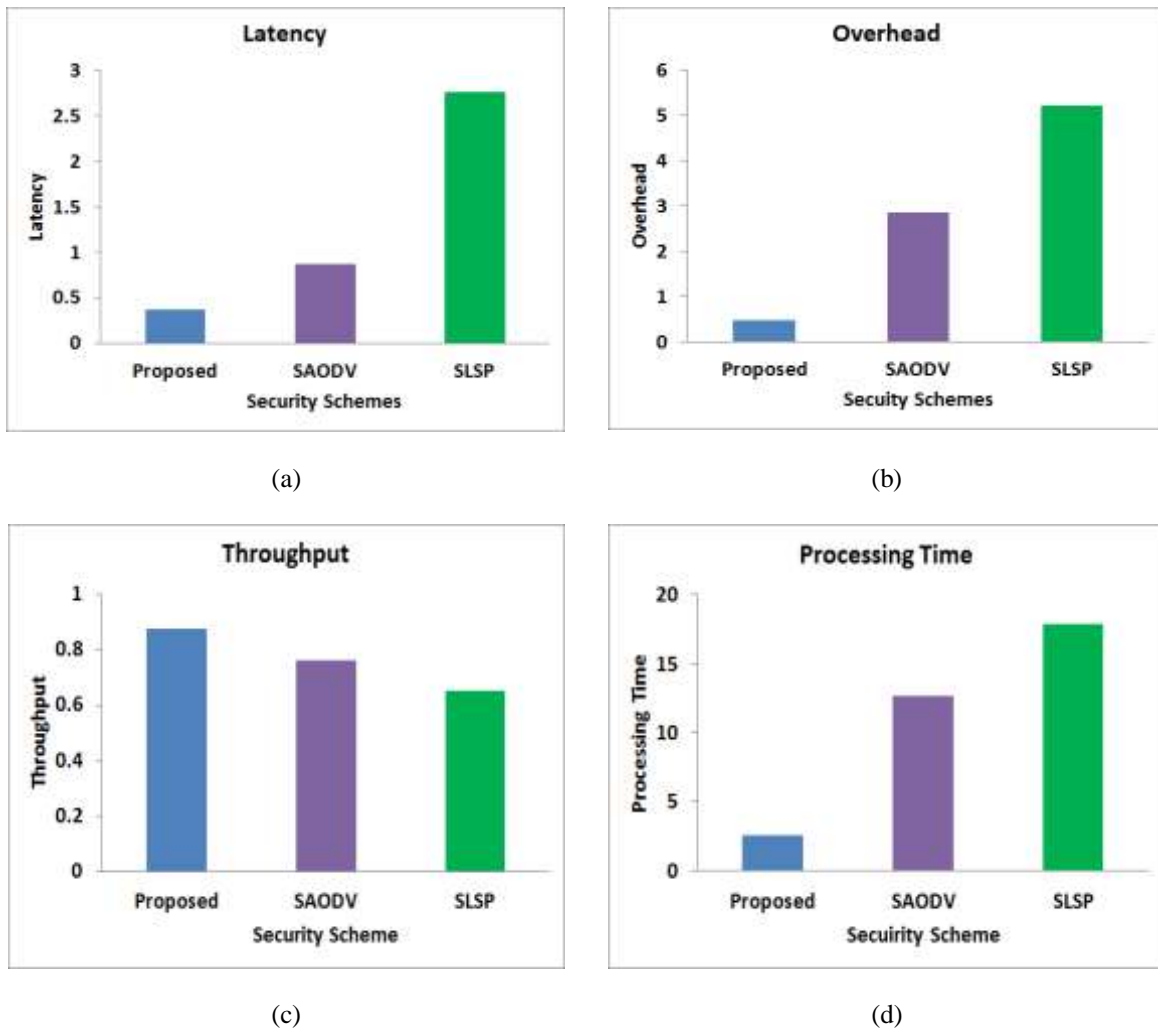 Latency
3
2.5
2
1.5
1
0.5
0
Latency
Proposed SAODV SLSP
Security Schemes
(a)
Overhead
6
5
4
3
2
1
0
Overhead
Proposed SAODV SLSP
Secuity Schemes
(b)
Throughput
1
0.8
0.6
0.4
0.2
0
Throughput
Proposed SAODV SLSP
Security Scheme
(c)
Processing Time
20
15
10
5
0
Processing Time
Proposed SAODV SLSP
Secuirity Scheme
(d)